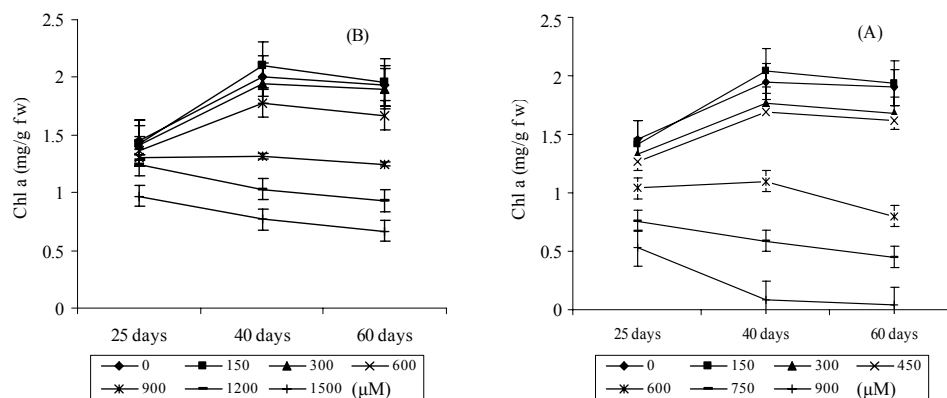 (B)
Chl a (mg/g f w)
2.5
2
1.5
1
0.5
0
25 days 40 days 60 days
0 150 300 600
900 1200 1500 (µM)
(A)
Chl a (mg/g f w)
2.5
2
1.5
1
0.5
0
25 days 40 days 60 days
0 150 300 450
600 750 900 (µM)